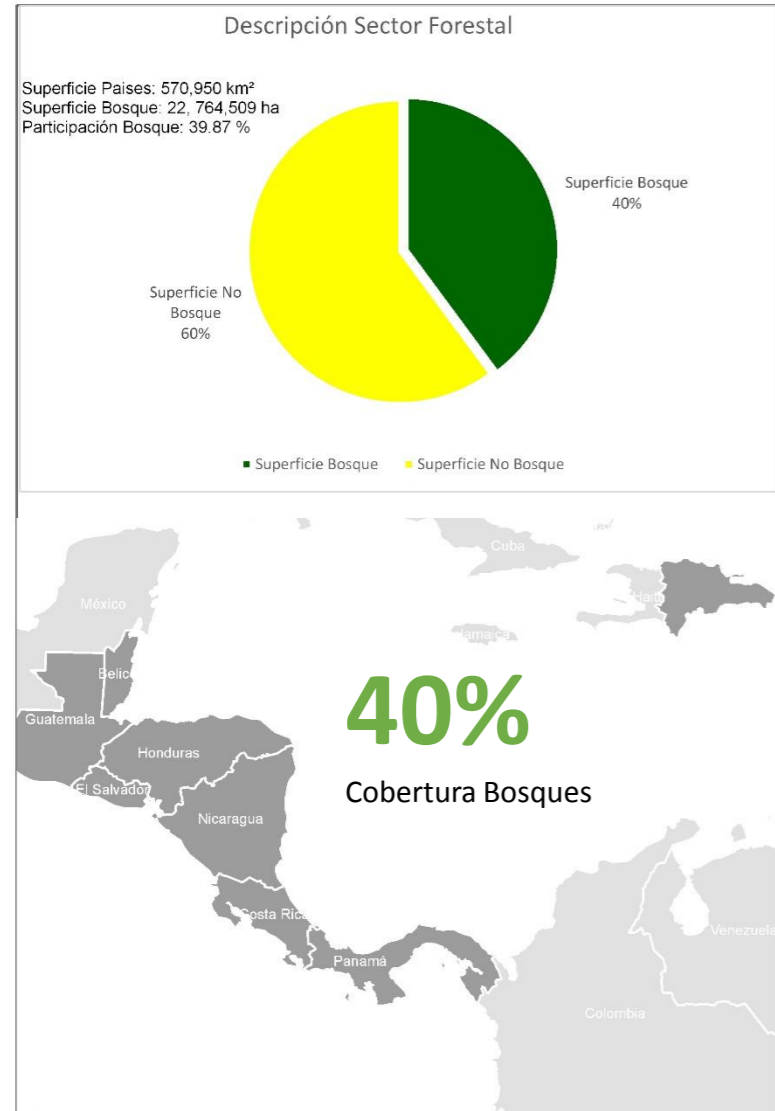 Descripción Sector Forestal
Superficie Paises: 570,950 km²
Superficie Bosque: 22, 764,509 ha
Participación Bosque: 39.87 %
Superficie Bosque
40%
Superficie No
Bosque
60%
Superficie Bosque
Superficie No Bosque
Cuba
México
Haití
Jamaica
Belice
Guatemala
40%
Honduras
El Salvador
Cobertura Bosques
Nicaragua
Costa Rica
Venezuela
Panamá
Colombia